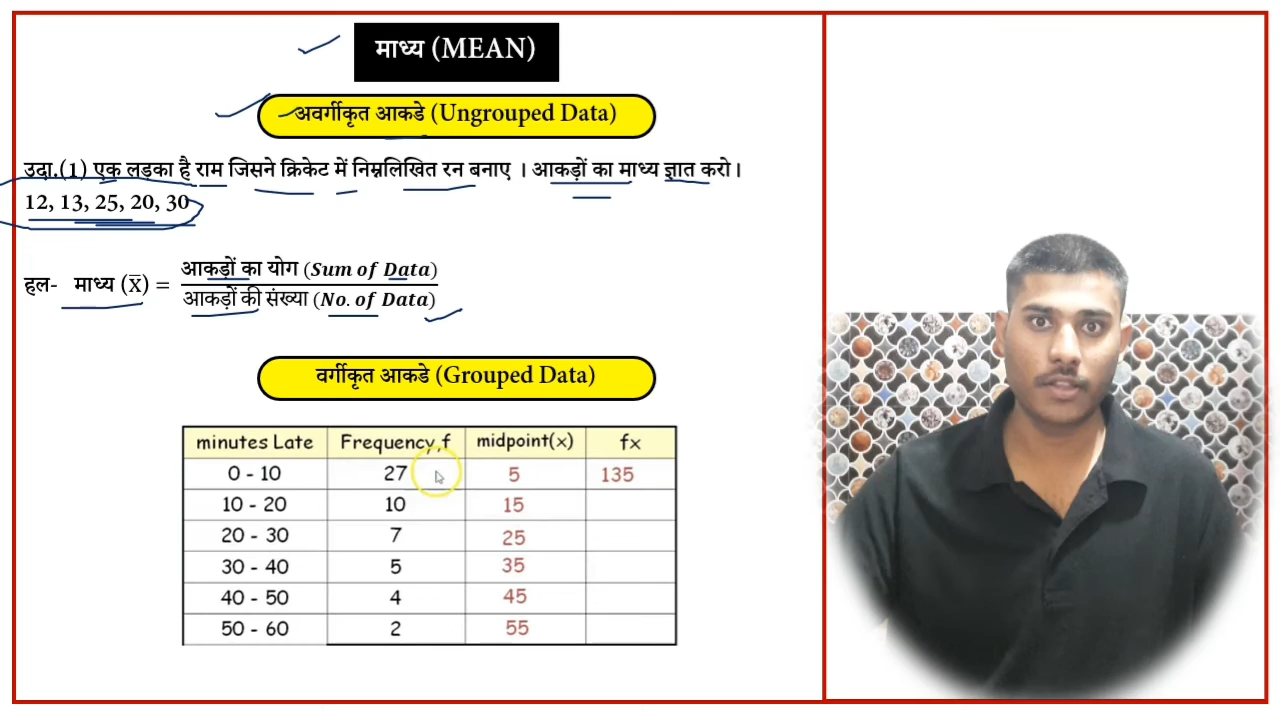 माध्य (MEAN)
अवर्गीकृत आकडे (Ungrouped Data)
उदा.(1) एक लड़का है राम जिसने क्रिकेट में निम्नलिखित रन बनाए । आकड़ों का माध्य ज्ञात करो।
12, 13, 25, 20, 30
हल- माध्य (x̅) = आकड़ों का योग (Sum of Data)
आकड़ों की संख्या (No. of Data)
वर्गीकृत आकडे (Grouped Data)
minutes Late Frequency,f midpoint(x) fx
0 - 10 27 5 135
10 - 20 10 15
20 - 30 7 25
30 - 40 5 35
40 - 50 4 45
50 - 60 2 55